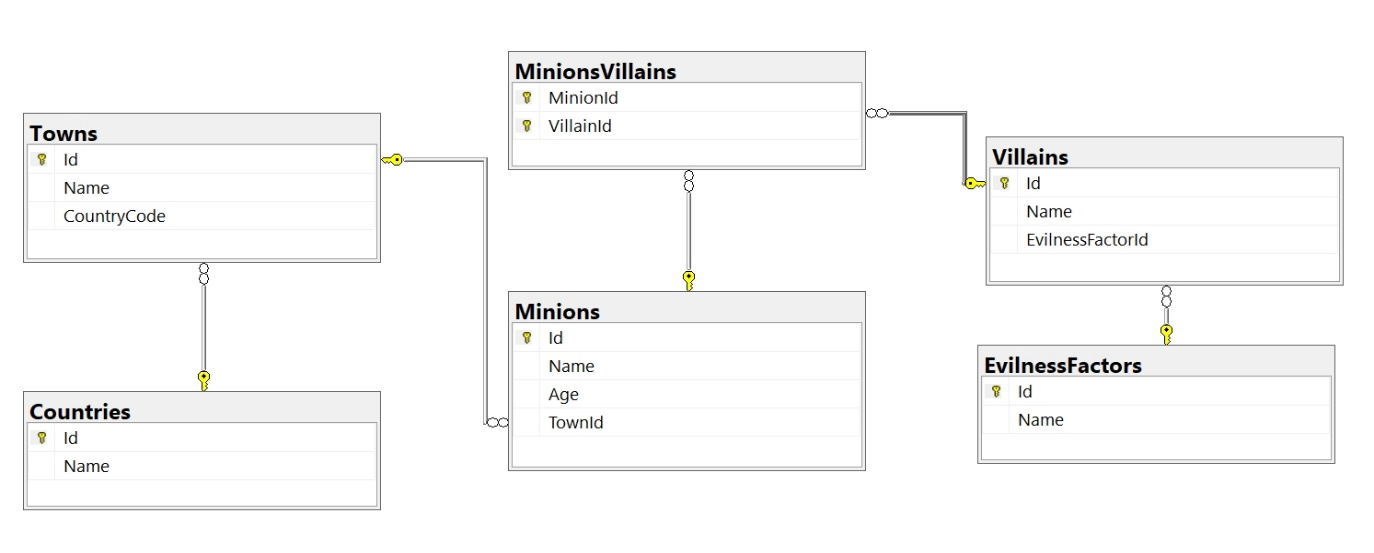 Towns
Id
Name
CountryCode
Countries
Id
Name
MinionsVillains
MinionId
VillainId
Minions
Id
Name
Age
TownId
Villains
Id
Name
EvilnessFactorId
EvilnessFactors
Id
Name